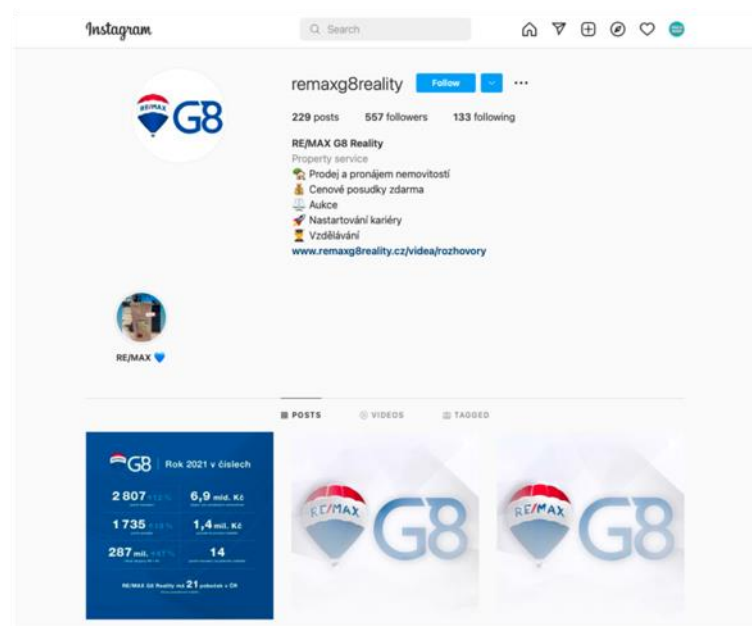 Instagram
Search
remaxg8reality
Follow
229 posts 557 followers 133 following
RE/MAX G8 Reality
Property service
Prodej a pronájem nemovitostí
Cenové posudky zdarma
Aukce
Nastartování kariéry
Vzdělávání
www.remaxg8reality.cz/videa/rozhovory
RE/MAX G8
RE/MAX
POSTS VIDEOS TAGGED
G8 Rok 2021 v číslech
2 807 6,9 mld. Kč
1 735 1,4 mil. Kč
287 mil. 14
RE/MAX G8 Reality má 21 poboček v ČR
RE/MAX G8
RE/MAX G8